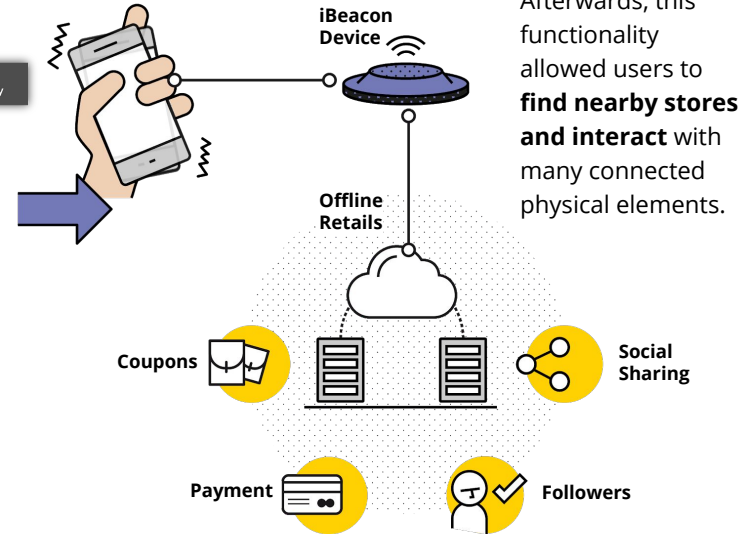 iBeacon
Device
Afterwards, this
functionality
allowed users to
find nearby stores
and interact with
many connected
physical elements.
Offline
Retails
Coupons
Social
Sharing
Payment
Followers